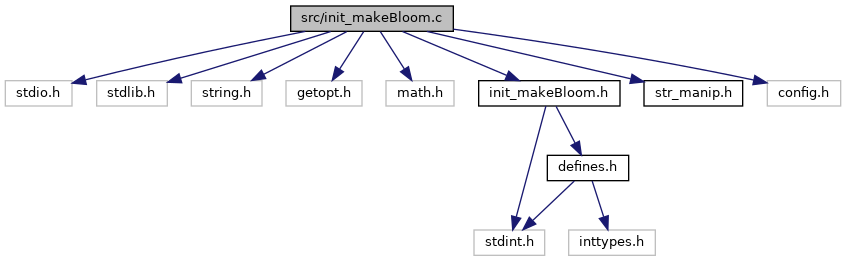 src/init_makeBloom.c
stdio.h
stdlib.h
string.h
getopt.h
math.h
init_makeBloom.h
str_manip.h
config.h
defines.h
stdint.h
inttypes.h